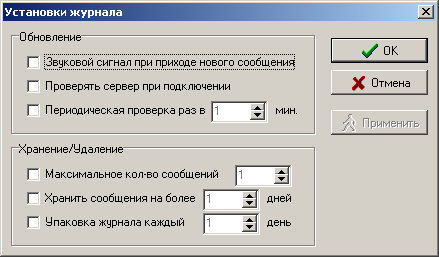 Установки журнала
Обновление
Звуковой сигнал при приходе нового сообщения
Проверять сервер при подключении
Периодическая проверка раз в 1 мин.
Хранение/Удаление
Максимальное кол-во сообщений 1
Хранить сообщения на более 1 дней
Упаковка журнала каждый 1 день
OK
Отмена
Применить